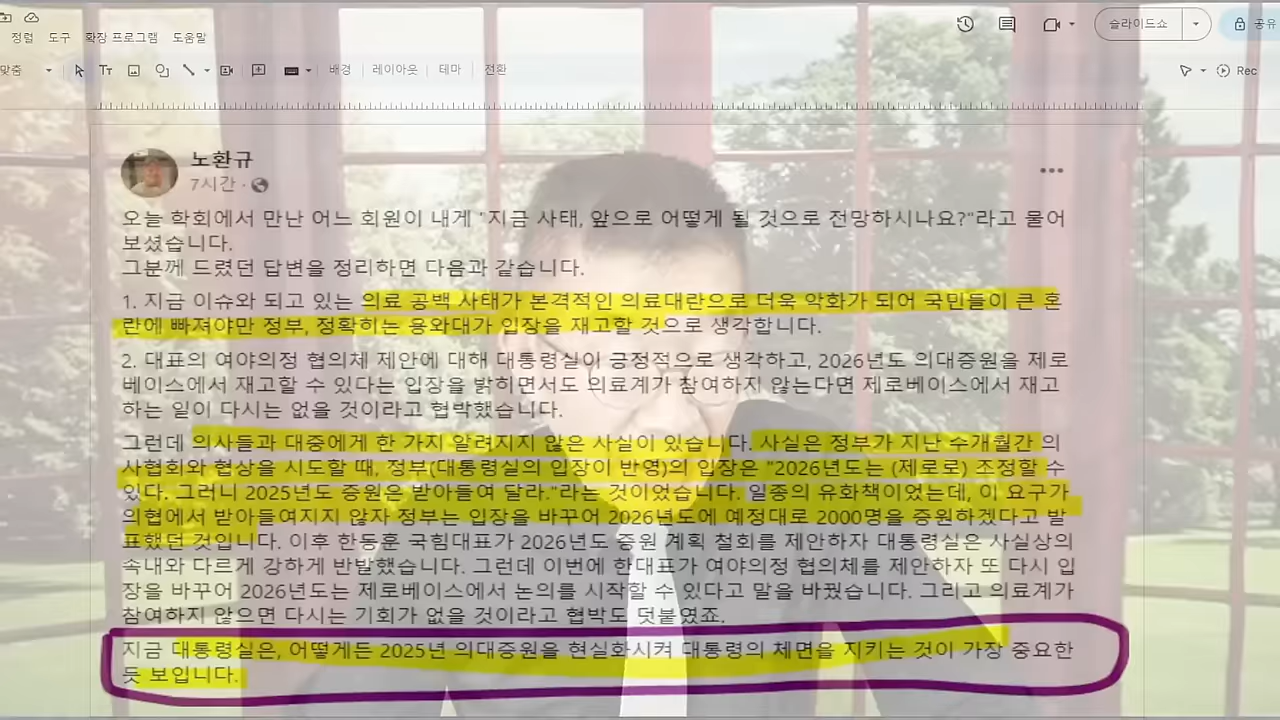 정렬 도구 확장 프로그램 도움말
슬라이드쇼
공유
맞춤
배경 레이아웃 테마 전환
Rec
노환규
7시간 ·
오늘 학회에서 만난 어느 회원이 내게 "지금 사태, 앞으로 어떻게 될 것으로 전망하시나요?"라고 물어
보셨습니다.
그분께 드렸던 답변을 정리하면 다음과 같습니다.
1. 지금 이슈와 되고 있는 의료 공백 사태가 본격적인 의료대란으로 더욱 악화가 되어 국민들이 큰 혼
란에 빠져야만 정부, 정확히는 용와대가 입장을 재고할 것으로 생각합니다.
2. 대표의 여야의정 협의체 제안에 대해 대통령실이 긍정적으로 생각하고, 2026년도 의대증원을 제로
베이스에서 재고할 수 있다는 입장을 밝히면서도 의료계가 참여하지 않는다면 제로베이스에서 재고
하는 일이 다시는 없을 것이라고 협박했습니다.
그런데 의사들과 대중에게 한 가지 알려지지 않은 사실이 있습니다. 사실은 정부가 지난 수개월간 의
사협회와 협상을 시도할 때, 정부(대통령실의 입장이 반영)의 입장은 "2026년도는 (제로로) 조정할 수
있다. 그러니 2025년도 증원은 받아들여 달라."라는 것이었습니다. 일종의 유화책이었는데, 이 요구가
의협에서 받아들여지지 않자 정부는 입장을 바꾸어 2026년도에 예정대로 2000명을 증원하겠다고 발
표했던 것입니다. 이후 한동훈 국힘대표가 2026년도 증원 계획 철회를 제안하자 대통령실은 사실상의
속내와 다르게 강하게 반발했습니다. 그런데 이번에 한대표가 여야의정 협의체를 제안하자 또 다시 입
장을 바꾸어 2026년도는 제로베이스에서 논의를 시작할 수 있다고 말을 바꿨습니다. 그리고 의료계가
참여하지 않으면 다시는 기회가 없을 것이라고 협박도 덧붙였죠.
지금 대통령실은, 어떻게든 2025년 의대증원을 현실화시켜 대통령의 체면을 지키는 것이 가장 중요한
듯 보입니다.